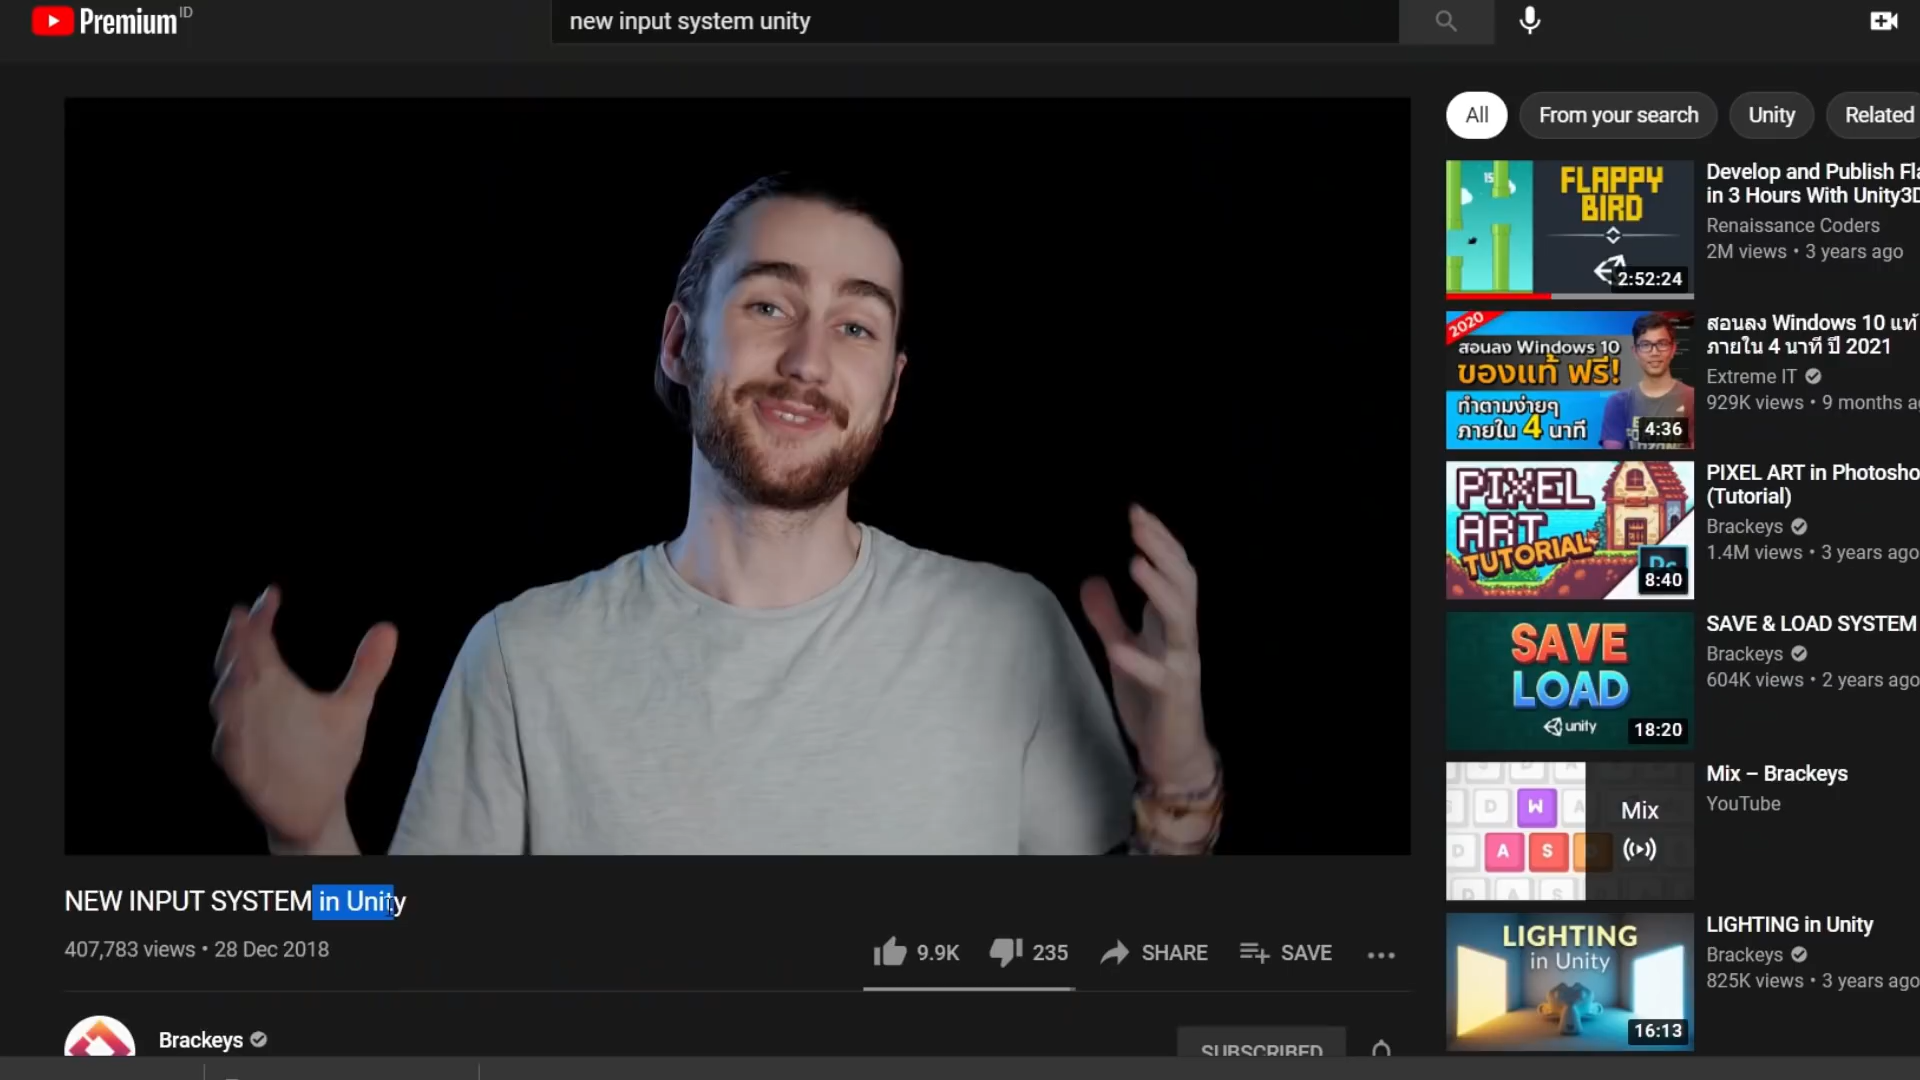 Premium ID
new input system unity
All
From your search
Unity
Related
FLAPPY
BIRD
2:52:24
Develop and Publish Fla
in 3 Hours With Unity3D
Renaissance Coders
2M views • 3 years ago
2020
สอนลง Windows 10
ของแท้ ฟรี!
ทำตามง่ายๆ
ภายใน 4 นาที
4:36
สอนลง Windows 10 แท้
ภายใน 4 นาที ปี 2021
Extreme IT
929K views • 9 months a
PIXEL
ART
TUTORIAL
8:40
PIXEL ART in Photosho
(Tutorial)
Brackeys
1.4M views • 3 years ago
SAVE
LOAD
unity
18:20
SAVE & LOAD SYSTEM
Brackeys
604K views • 2 years ago
D W A
D A S
Mix
Mix – Brackeys
YouTube
LIGHTING
in Unity
16:13
LIGHTING in Unity
Brackeys
825K views • 3 years ago
NEW INPUT SYSTEM in Unity
407,783 views • 28 Dec 2018
9.9K
235
SHARE
SAVE
Brackeys
SUBSCRIBED